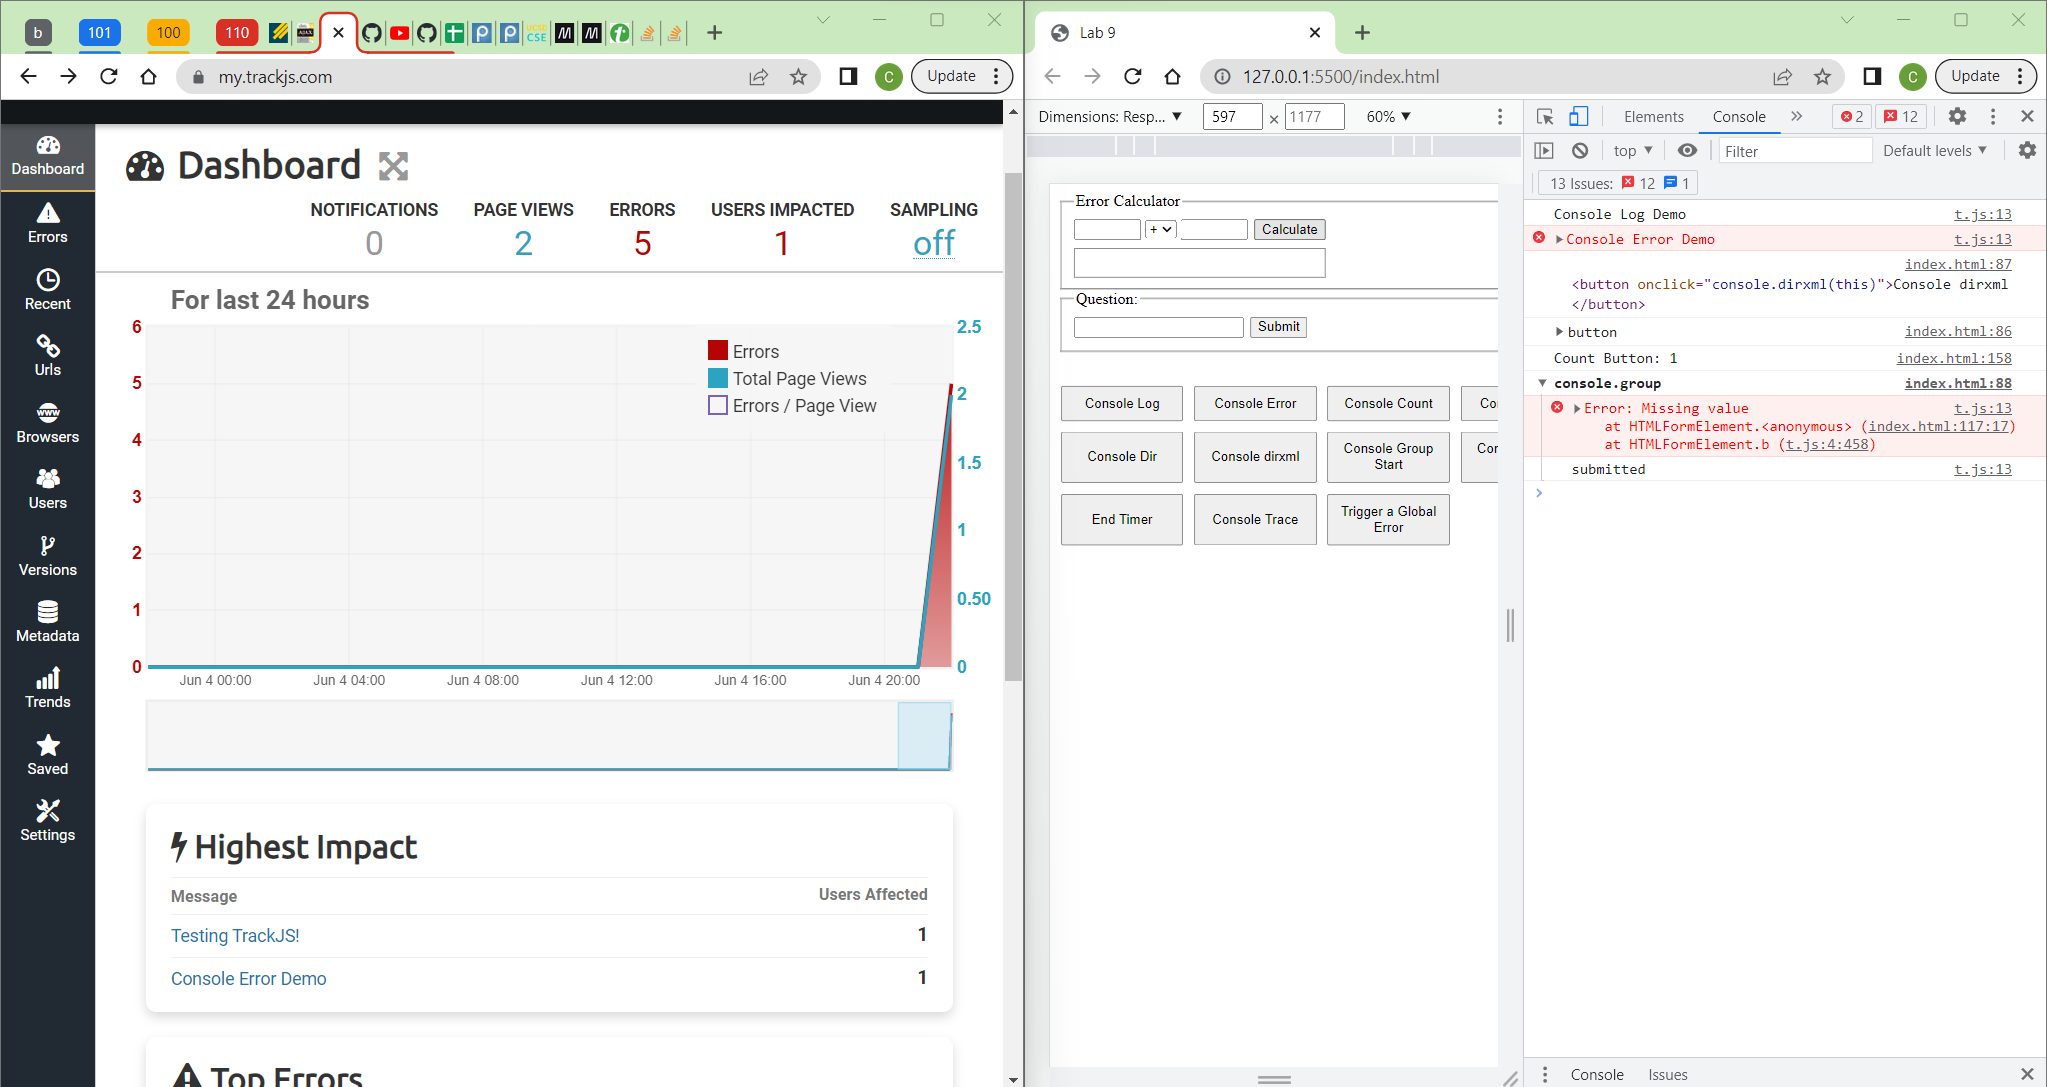 b
101
100
110
my.trackjs.com
C
Update
Dashboard
Errors
Recent
Urls
Browsers
Users
Versions
Metadata
Trends
Saved
Settings
Dashboard
NOTIFICATIONS PAGE VIEWS ERRORS USERS IMPACTED SAMPLING
0 2 5 1 off
For last 24 hours
6
5
4
3
2
1
0
2.5
2
1.5
1
0.50
0
Errors
Total Page Views
Errors / Page View
Jun 4 00:00 Jun 4 04:00 Jun 4 08:00 Jun 4 12:00 Jun 4 16:00 Jun 4 20:00
Highest Impact
Message Users Affected
Testing TrackJS! 1
Console Error Demo 1
Top Errors
Lab 9
127.0.0.1:5500/index.html
C
Update
Dimensions: Resp... ▼ 597 × 1177 60% ▼
Error Calculator
+ Calculate
Question:
Submit
Console Log Console Error Console Count Co
Console Dir Console dirxml Console Group Start Cor
End Timer Console Trace Trigger a Global Error
Elements Console » 2 12
top ▼ Filter Default levels ▼
13 Issues: 12 1
Console Log Demo t.js:13
Console Error Demo t.js:13
index.html:87
<button onclick="console.dirxml(this)">Console dirxml
</button>
button index.html:86
Count Button: 1 index.html:158
console.group index.html:88
Error: Missing value t.js:13
at HTMLFormElement.<anonymous> (index.html:117:17)
at HTMLFormElement.b (t.js:4:458)
submitted t.js:13
Console Issues